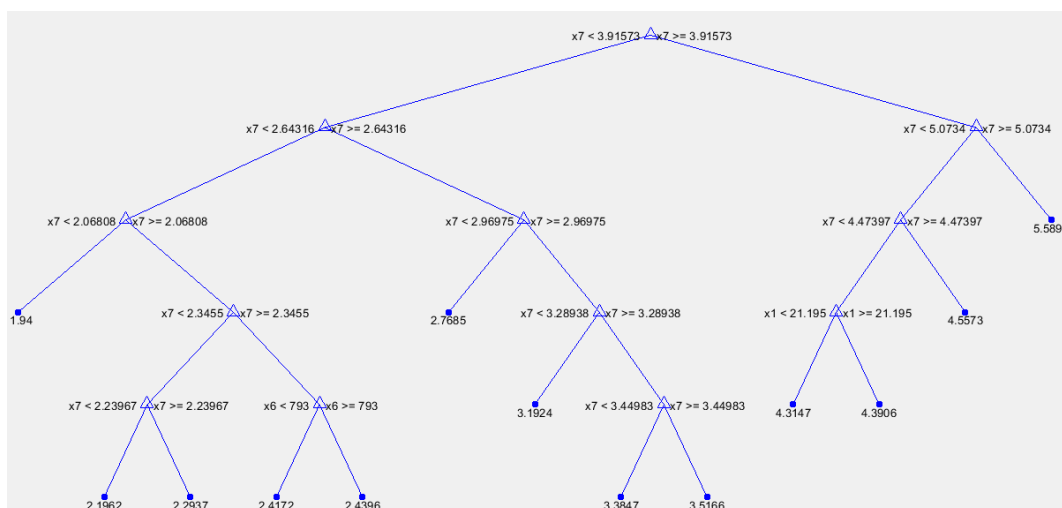 x7 < 3.91573 x7 >= 3.91573
x7 < 2.64316 x7 >= 2.64316
x7 < 5.0734 x7 >= 5.0734
x7 < 2.06808 x7 >= 2.06808
x7 < 2.96975 x7 >= 2.96975
x7 < 4.47397 x7 >= 4.47397
5.589
1.94
x7 < 2.3455 x7 >= 2.3455
2.7685
x7 < 3.28938 x7 >= 3.28938
x1 < 21.195 x1 >= 21.195
4.5573
x7 < 2.23967 x7 >= 2.23967
x6 < 793 x6 >= 793
3.1924
x7 < 3.44983 x7 >= 3.44983
4.3147
4.3906
2.1962
2.2937
2.4172
2.4396
3.3847
3.5166